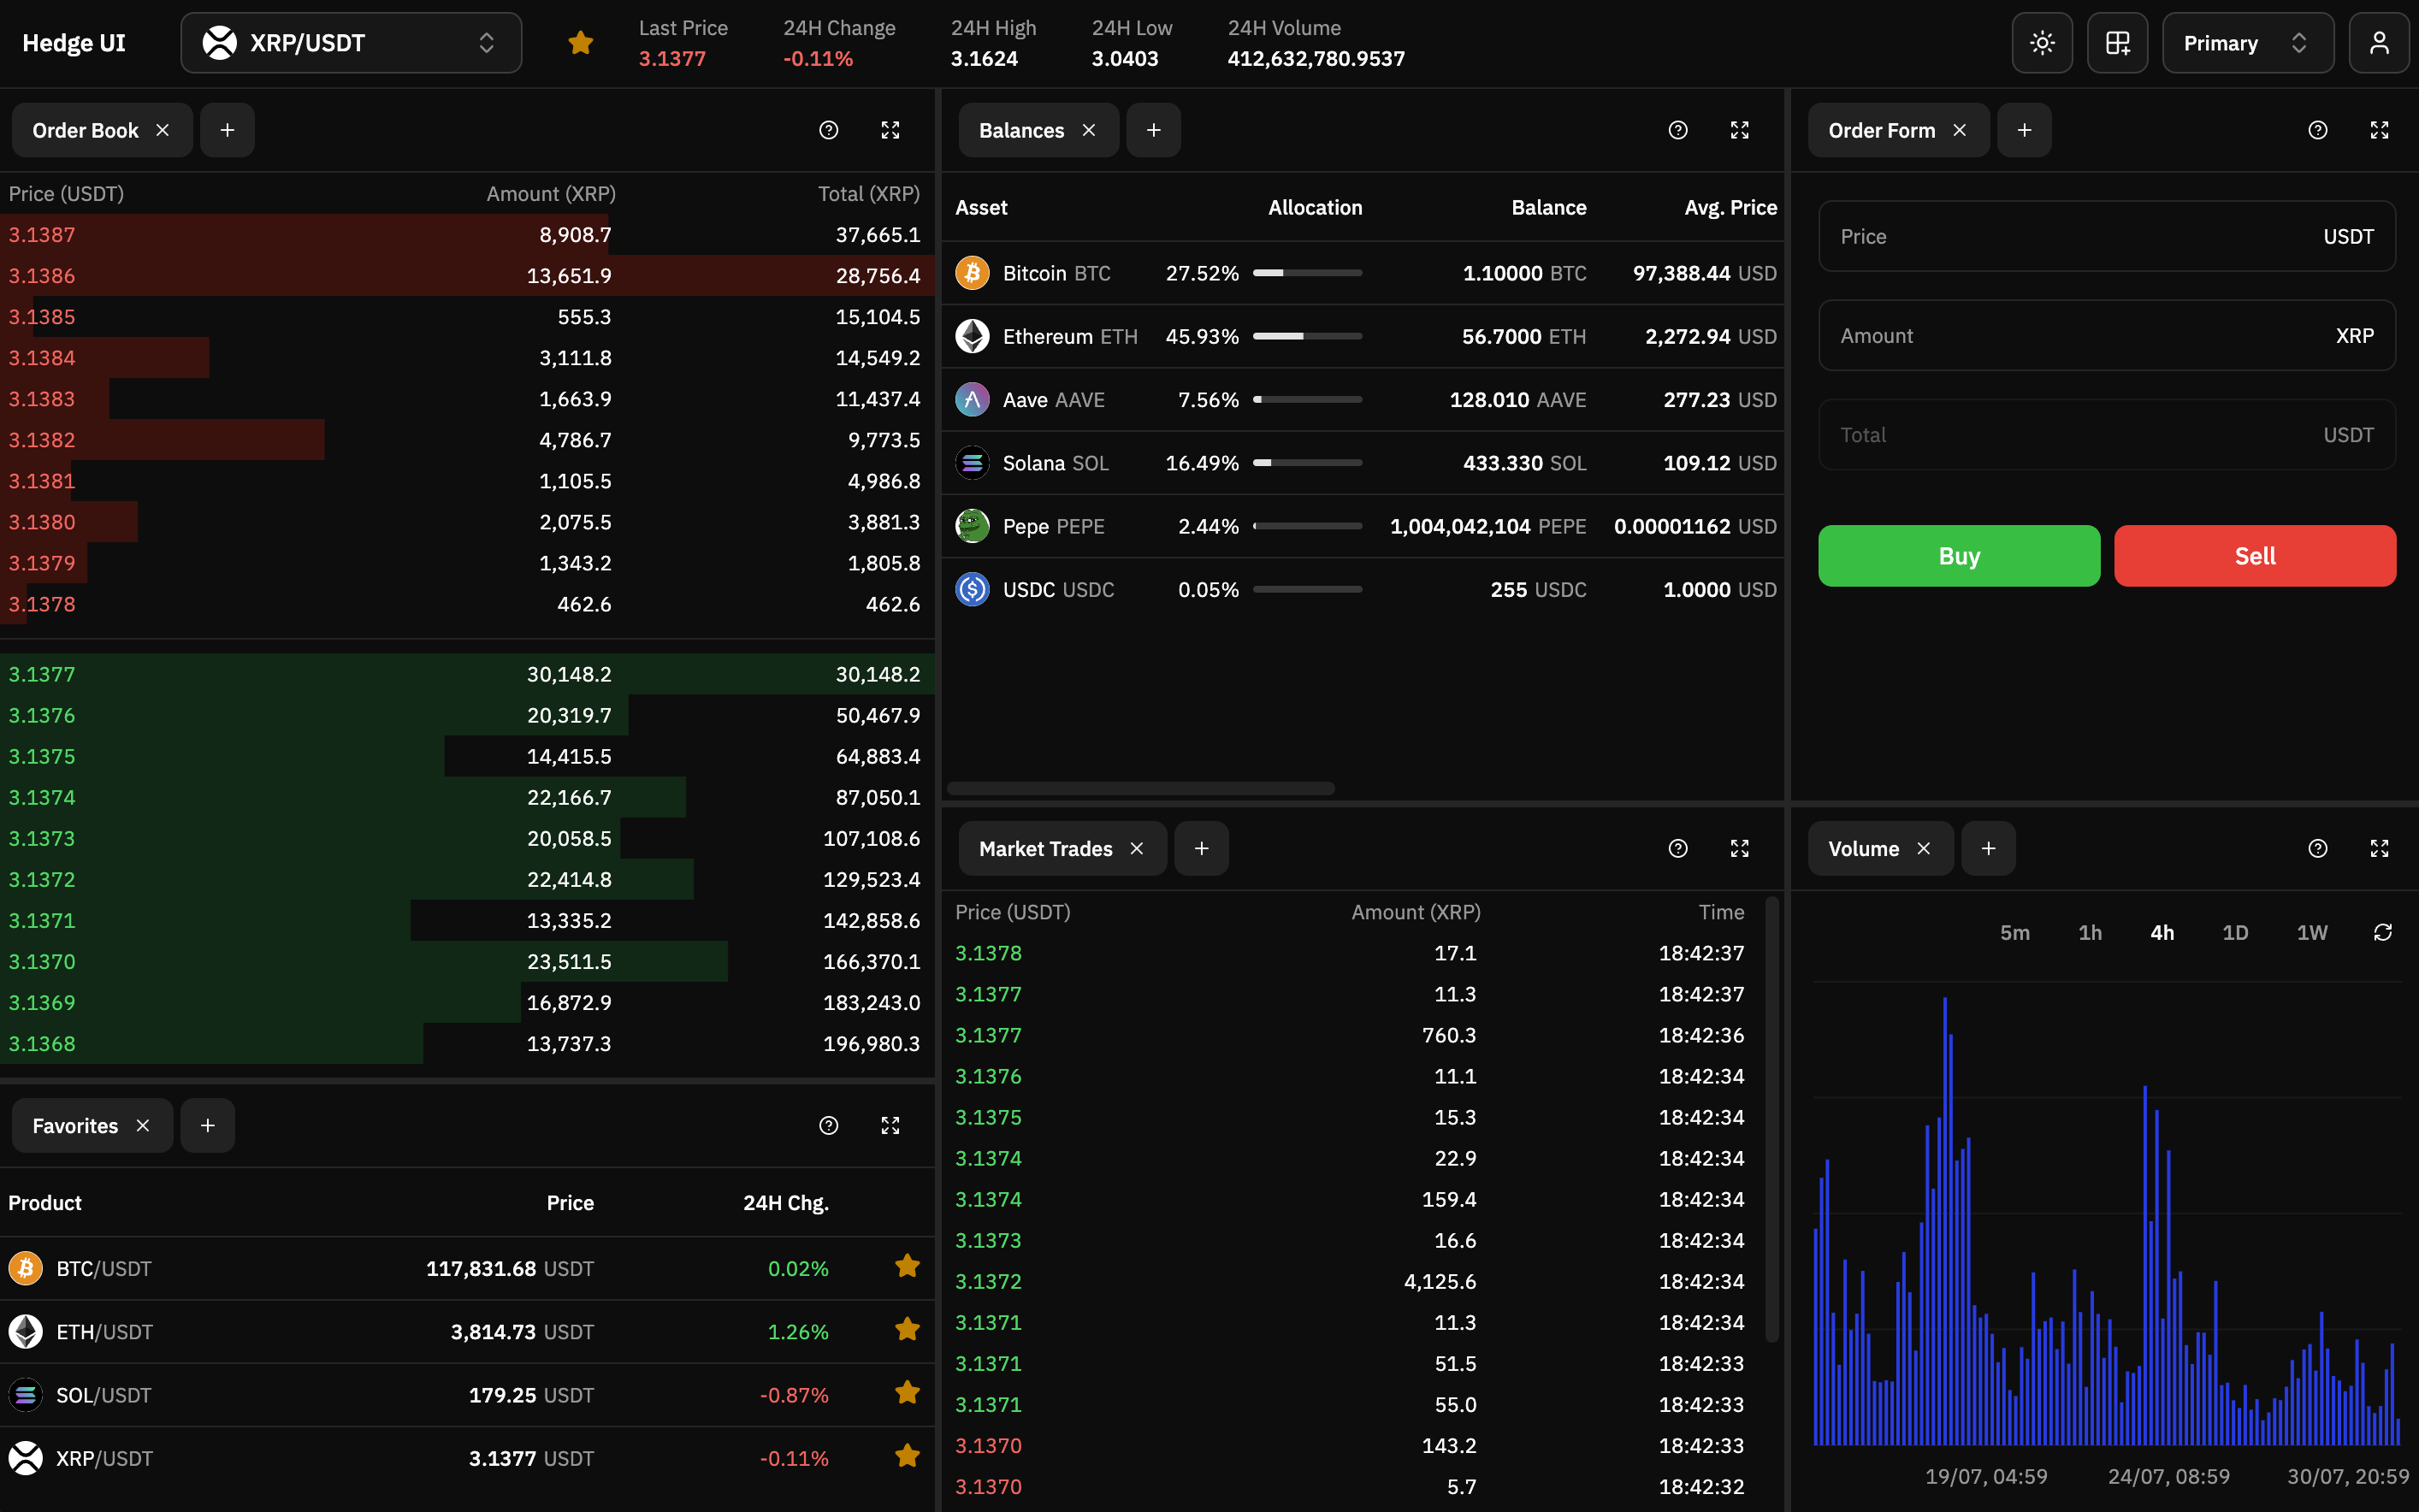 Hedge UI
XRP/USDT
Last Price 24H Change 24H High 24H Low 24H Volume
3.1377 -0.11% 3.1624 3.0403 412,632,780.9537
Primary
Order Book
Price (USDT) Amount (XRP) Total (XRP)
3.1387 8,908.7 37,665.1
3.1386 13,651.9 28,756.4
3.1385 555.3 15,104.5
3.1384 3,111.8 14,549.2
3.1383 1,663.9 11,437.4
3.1382 4,786.7 9,773.5
3.1381 1,105.5 4,986.8
3.1380 2,075.5 3,881.3
3.1379 1,343.2 1,805.8
3.1378 462.6 462.6
3.1377 30,148.2 30,148.2
3.1376 20,319.7 50,467.9
3.1375 14,415.5 64,883.4
3.1374 22,166.7 87,050.1
3.1373 20,058.5 107,108.6
3.1372 22,414.8 129,523.4
3.1371 13,335.2 142,858.6
3.1370 23,511.5 166,370.1
3.1369 16,872.9 183,243.0
3.1368 13,737.3 196,980.3
Favorites
Product Price 24H Chg.
BTC/USDT 117,831.68 USDT 0.02%
ETH/USDT 3,814.73 USDT 1.26%
SOL/USDT 179.25 USDT -0.87%
XRP/USDT 3.1377 USDT -0.11%
Balances
Asset Allocation Balance Avg. Price
Bitcoin BTC 27.52% 1.10000 BTC 97,388.44 USD
Ethereum ETH 45.93% 56.7000 ETH 2,272.94 USD
Aave AAVE 7.56% 128.010 AAVE 277.23 USD
Solana SOL 16.49% 433.330 SOL 109.12 USD
Pepe PEPE 2.44% 1,004,042,104 PEPE 0.00001162 USD
USDC USDC 0.05% 255 USDC 1.0000 USD
Market Trades
Price (USDT) Amount (XRP) Time
3.1378 17.1 18:42:37
3.1377 11.3 18:42:37
3.1377 760.3 18:42:36
3.1376 11.1 18:42:34
3.1375 15.3 18:42:34
3.1374 22.9 18:42:34
3.1374 159.4 18:42:34
3.1373 16.6 18:42:34
3.1372 4,125.6 18:42:34
3.1371 11.3 18:42:34
3.1371 51.5 18:42:33
3.1371 55.0 18:42:33
3.1370 143.2 18:42:33
3.1370 5.7 18:42:32
Order Form
Price USDT
Amount XRP
Total USDT
Buy Sell
Volume
5m 1h 4h 1D 1W
19/07, 04:59 24/07, 08:59 30/07, 20:59